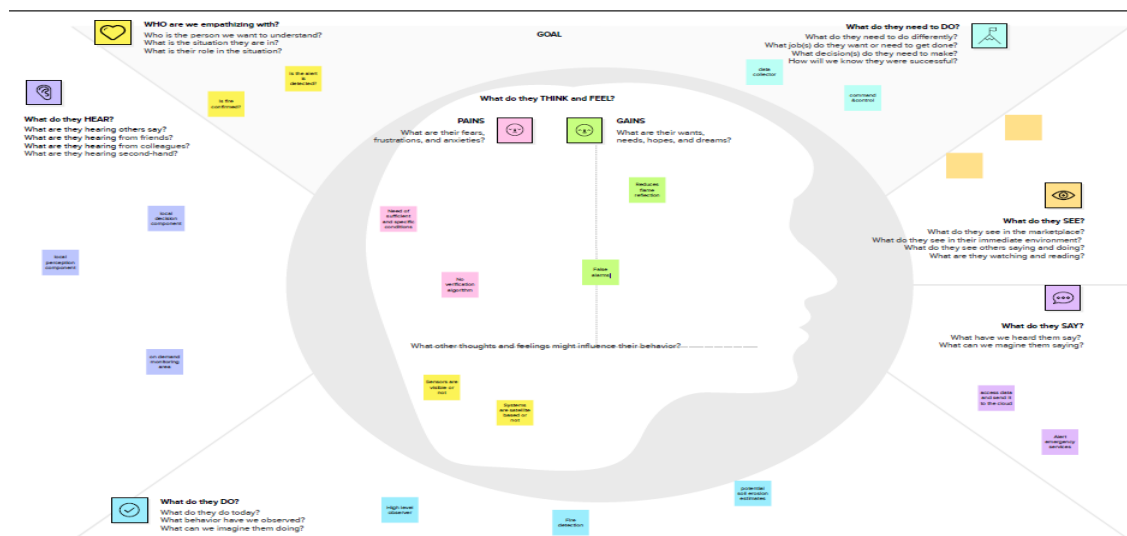 WHO are we empathizing with?
Who is the person we want to understand?
What is the situation they are in?
What is their role in the situation?
Is the alert
is
detected?
Is the
confirmed?
GOAL
What do they need to DO?
What do they need to do differently?
What job(s) do they want or need to get done?
What decision(s) do they need to make?
How will we know they were successful?
data
collector
command
&control
What do they HEAR?
What are they hearing others say?
What are they hearing from friends?
What are they hearing from colleagues?
What are they hearing second-hand?
local
decision
component
local
perception
component
on demand
monitoring
area
What do they THINK and FEEL?
PAINS
What are their fears,
frustrations, and anxieties?
Need of
sufficient
and specific
conditions
No
verification
algorithm
GAINS
What are their wants,
needs, hopes, and dreams?
Reduces
flame
reflection
False
alarms
What other thoughts and feelings might influence their behavior?
Sensors are
visible or
not
Systems
are satellite
based or
not
What do they SEE?
What do they see in the marketplace?
What do they see in their immediate environment?
What do they see others saying and doing?
What are they watching and reading?
What do they SAY?
What have we heard them say?
What can we magine them saying?
access data
and send it
to the cloud
Alert
emergency
services
What do they DO?
What do they do today?
What behavior have we observed?
What can we imagine them doing?
High level
observer
Fire
detection
potential
soil erosion
estimates